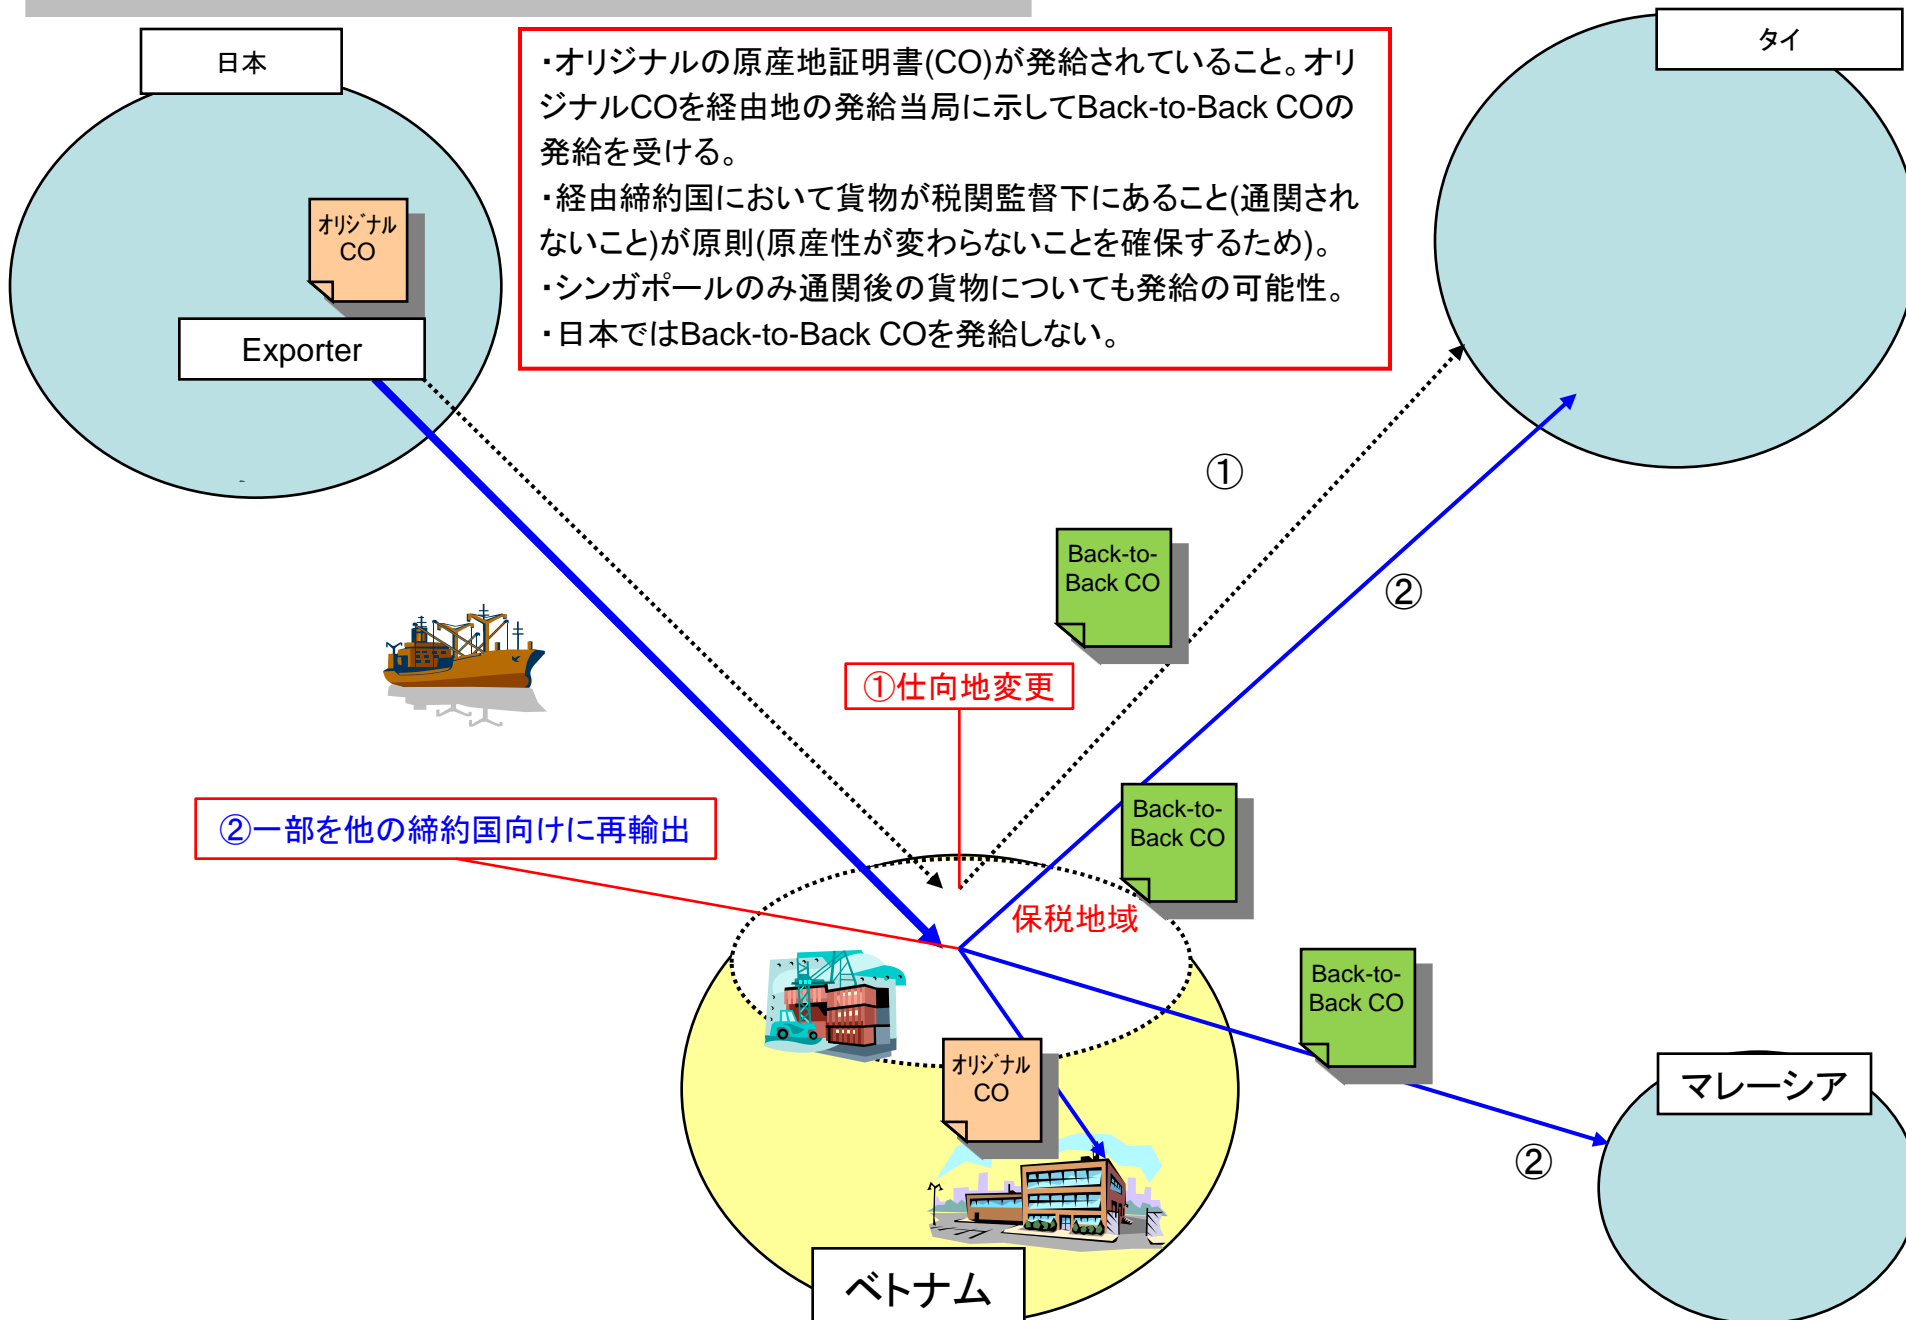 日本
タイ
・オリジナルの原産地証明書(CO)が発給されていること。オリ
ジナルCOを経由地の発給当局に示してBack-to-Back COの
発給を受ける。
・経由締約国において貨物が税関監督下にあること(通関され
ないこと)が原則(原産性が変わらないことを確保するため)。
・シンガポールのみ通関後の貨物についても発給の可能性。
・日本ではBack-to-Back COを発給しない。
ｵﾘｼﾞﾅﾙ
CO
Exporter
①
Back-to-
Back CO
②
①仕向地変更
②一部を他の締約国向けに再輸出
Back-to-
Back CO
保税地域
Back-to-
Back CO
ｵﾘｼﾞﾅﾙ
CO
マレーシア
②
ベトナム